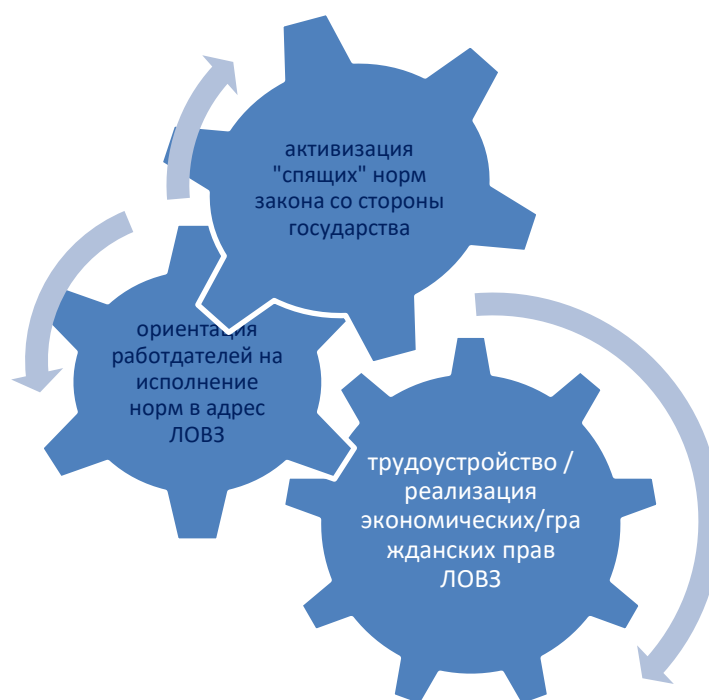 активизация
"спящих" норм
закона со стороны
государства
ориентация
работдателей на
исполнение
норм в адрес
ЛОВЗ
трудоустройство /
реализация
экономических/гра
жданских прав
ЛОВЗ